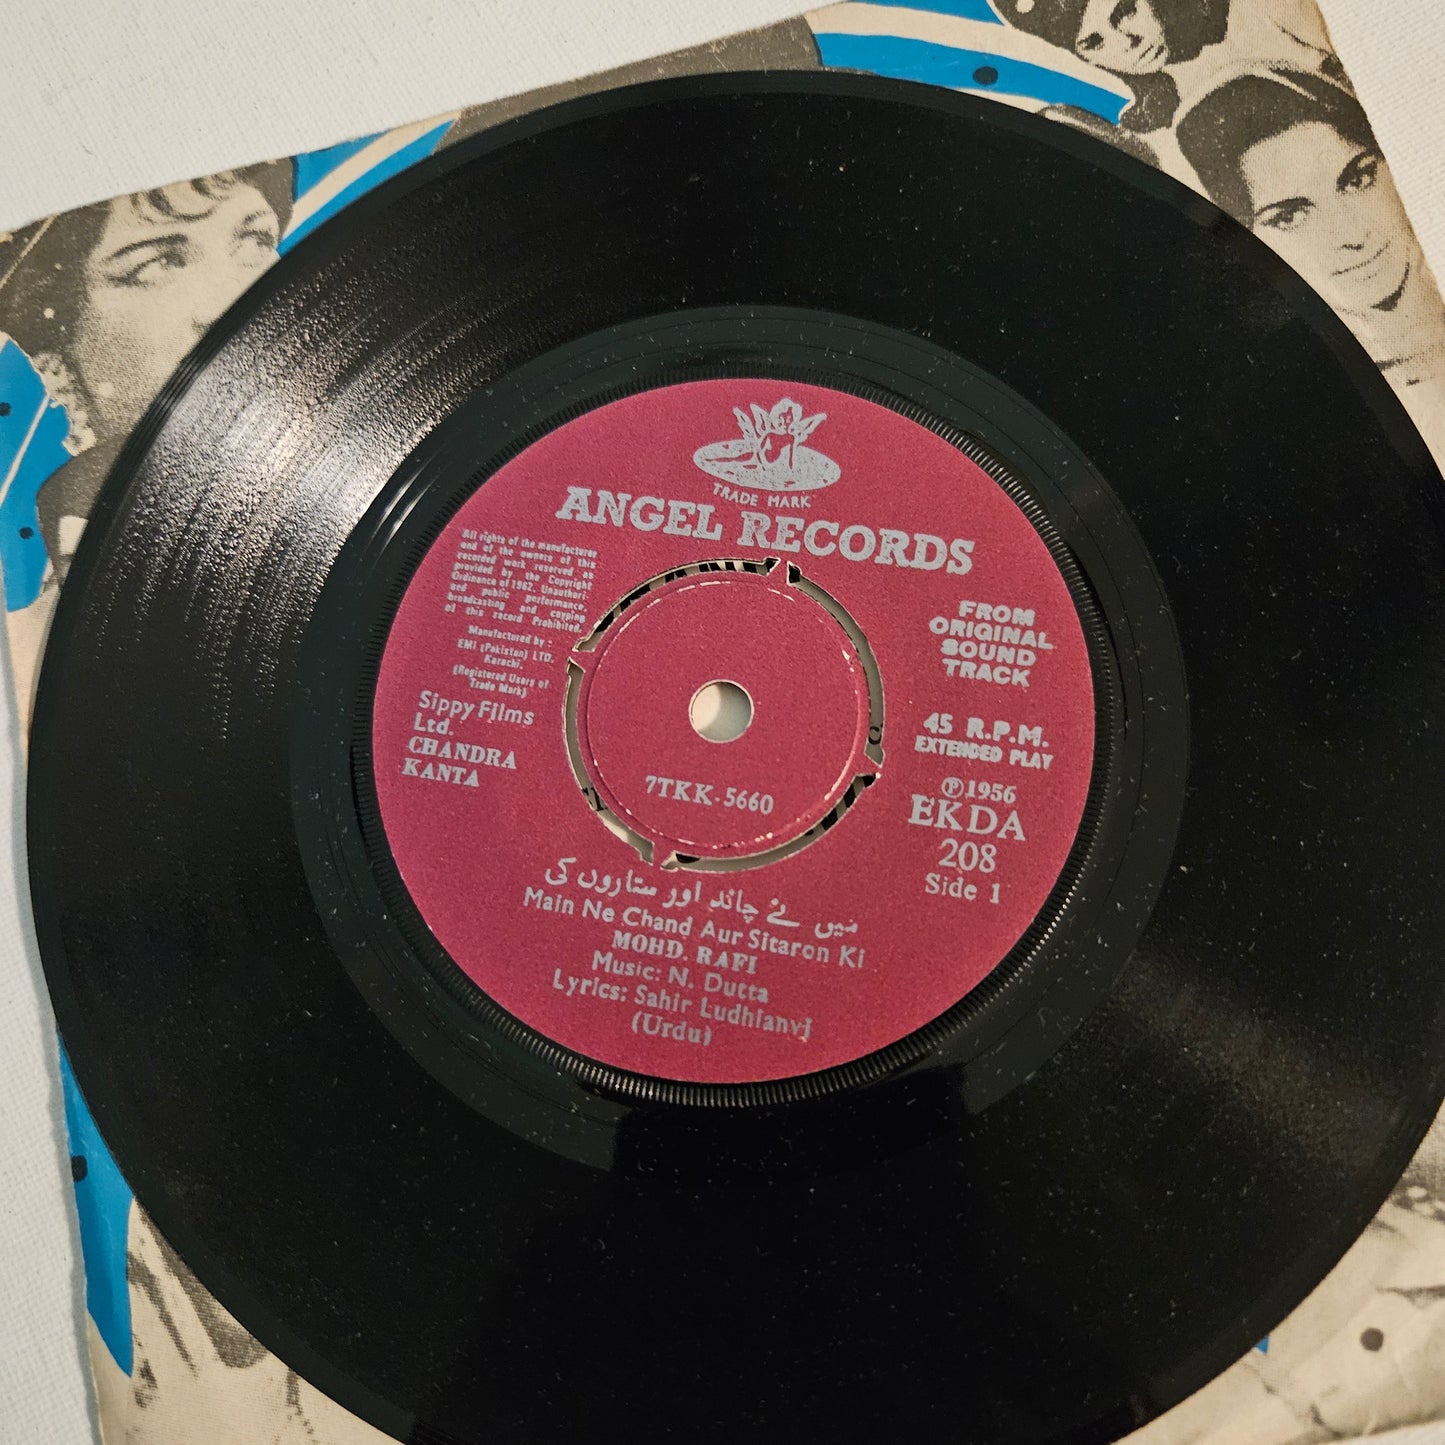 TRADE MARK
ANGEL RECORDS
All rights of the manufacturer
and of the owners of this
recorded work reserved as
provided by the Copyright
Ordinance of 1962. Unauthori-
zed public performance,
broadcasting and copying
of this record Prohibited.
Manufactured by :-
EMI (Pakistan) LTD.
Karachi.
(Registered Users of
Trade Mark)
Sippy Films
Ltd.
CHANDRA
KANTA
FROM
ORIGINAL
SOUND
TRACK
45 R.P.M.
EXTENDED PLAY
Ⓟ1956
EKDA
208
Side 1
7TKK.5660
میں نے چاند اور ستاروں کی
Main Ne Chand Aur Sitaron Ki
MOHD. RAFI
Music: N. Dutta
Lyrics: Sahir Ludhianvi
(Urdu)